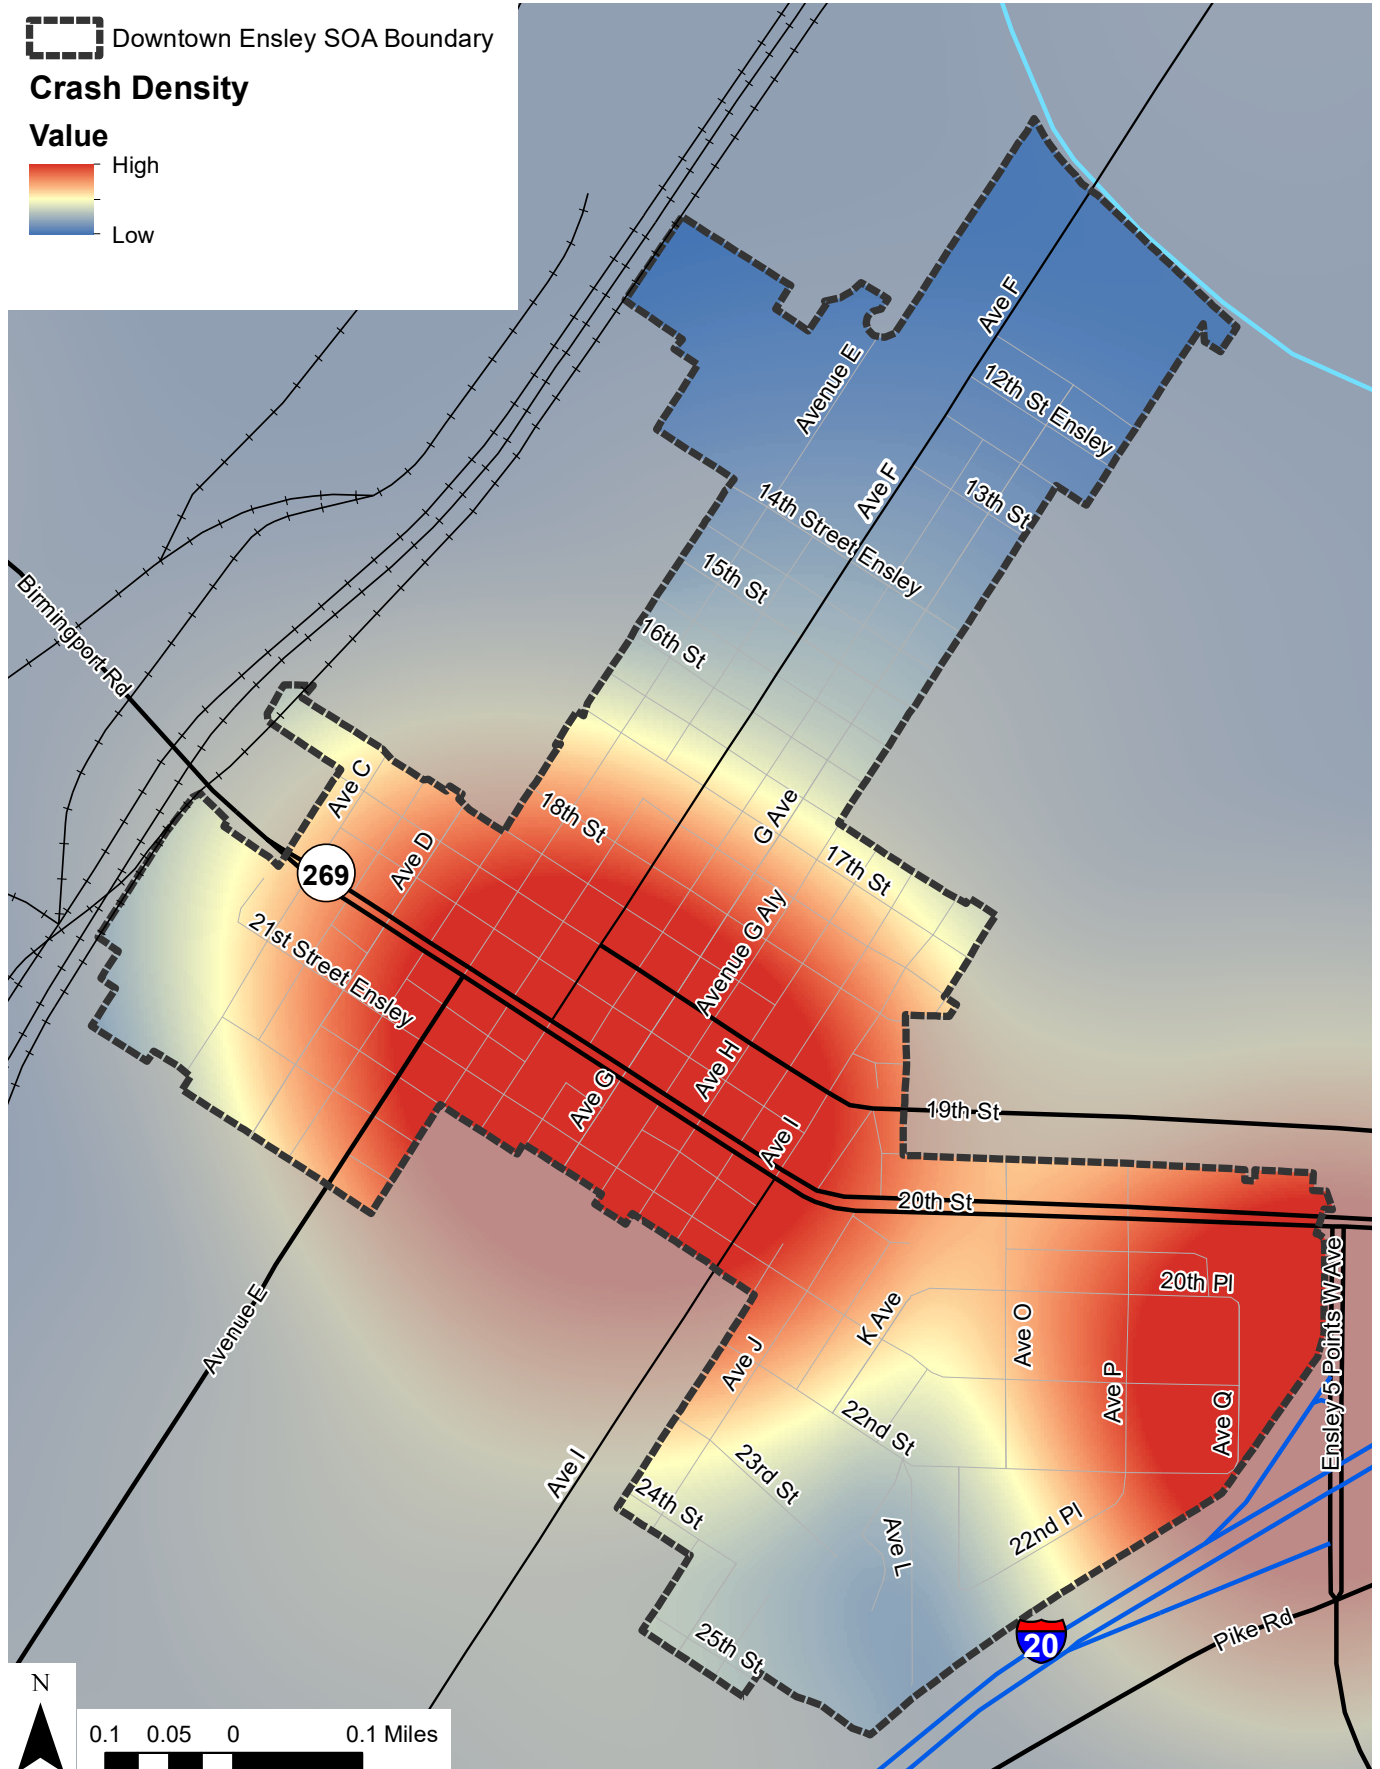 Downtown Ensley SOA Boundary
Crash Density
Value
High
Low
Ave F
Avenue E
12th St Ensley
Ave F
13th St
14th Street Ensley
15th St
16th St
Birmingport Rd
Ave C
18th St
G Ave
Ave D
17th St
269
Avenue G Aly
21st Street Ensley
Ave H
Ave G
19th St
Ave I
20th St
20th Pl
Ensley 5 Points W Ave
K Ave
Ave O
Avenue E
Ave J
Ave P
Ave Q
22nd St
23rd St
Ave I
24th St
22nd Pl
Ave L
25th St
20
Pike Rd
N
0.1 0.05 0 0.1 Miles